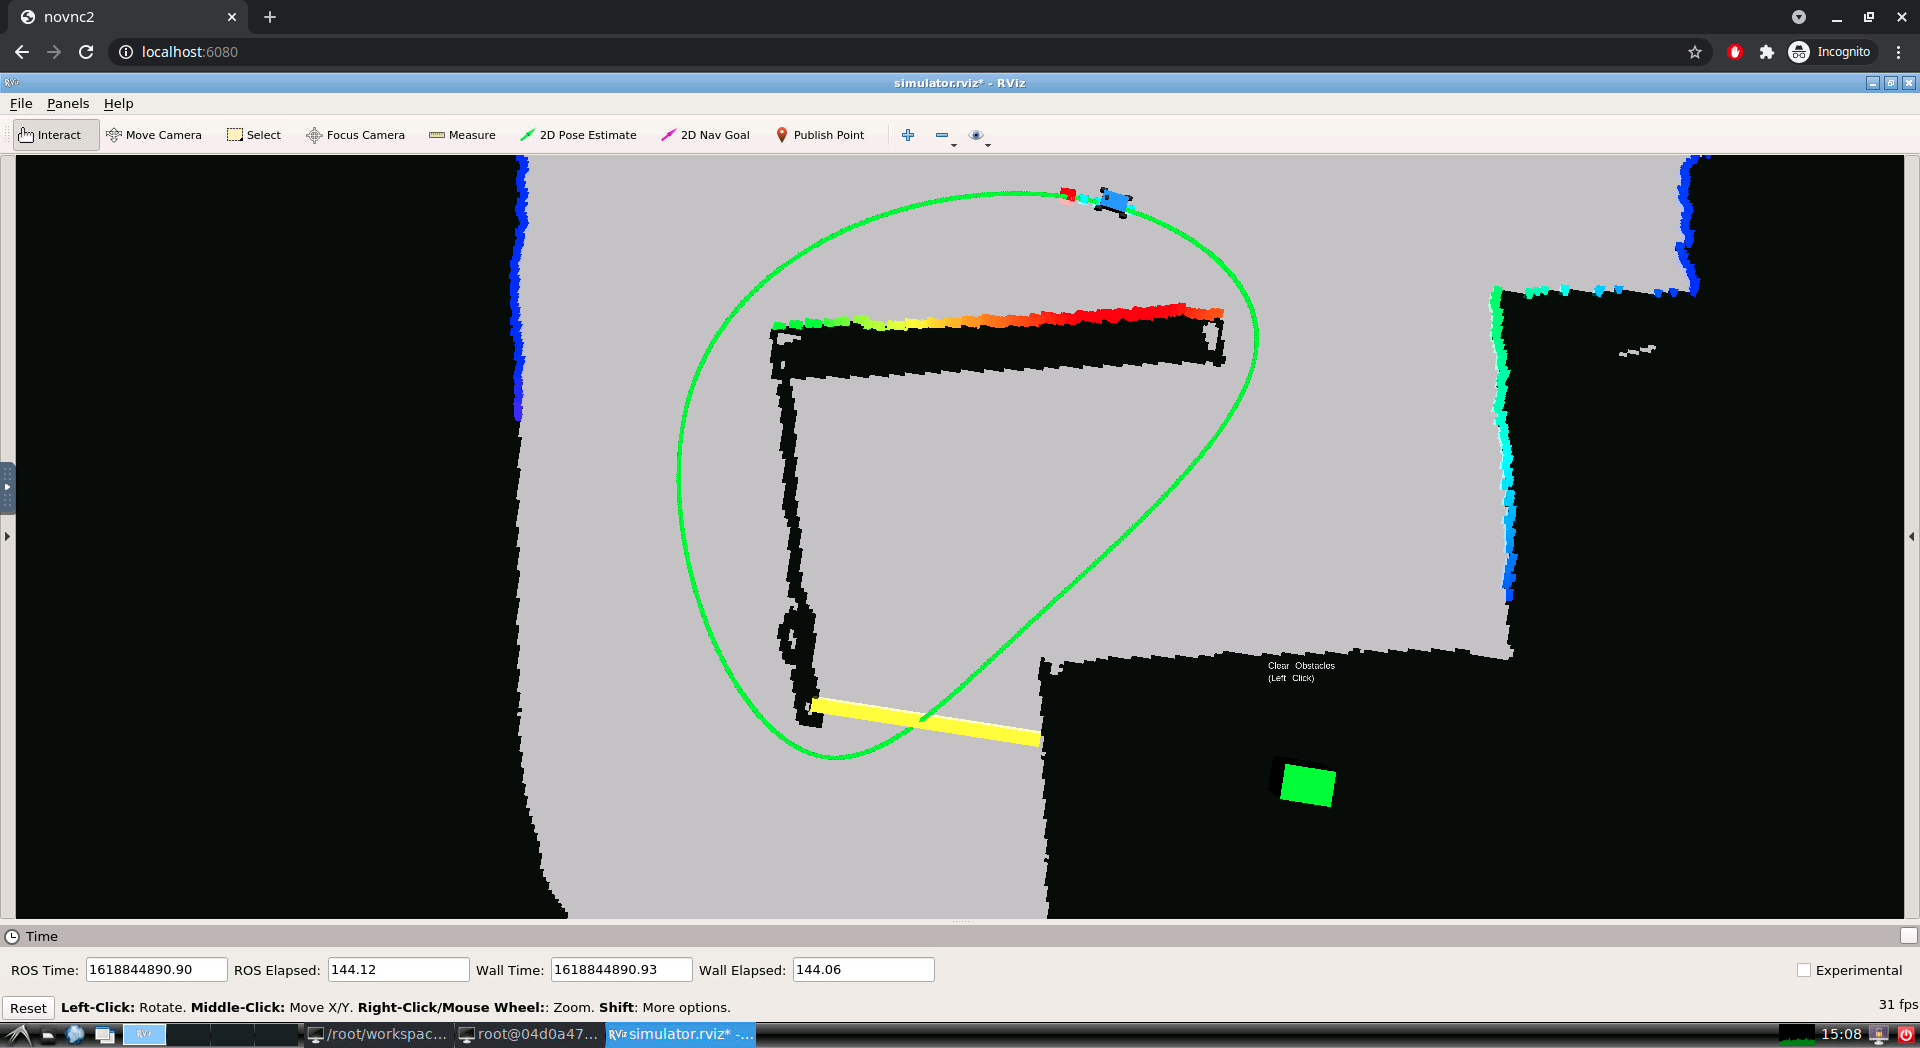 novnc2
localhost:6080
Incognito
RViz
simulator.rviz* - RViz
File Panels Help
Interact Move Camera Select Focus Camera Measure 2D Pose Estimate 2D Nav Goal Publish Point
Clear Obstacles
(Left Click)
Time
ROS Time: 1618844890.90 ROS Elapsed: 144.12 Wall Time: 1618844890.93 Wall Elapsed: 144.06 Experimental
Reset Left-Click: Rotate. Middle-Click: Move X/Y. Right-Click/Mouse Wheel:: Zoom. Shift: More options. 31 fps
RViz /root/workspac... root@04d0a47... RViz simulator.rviz* -... 15:08